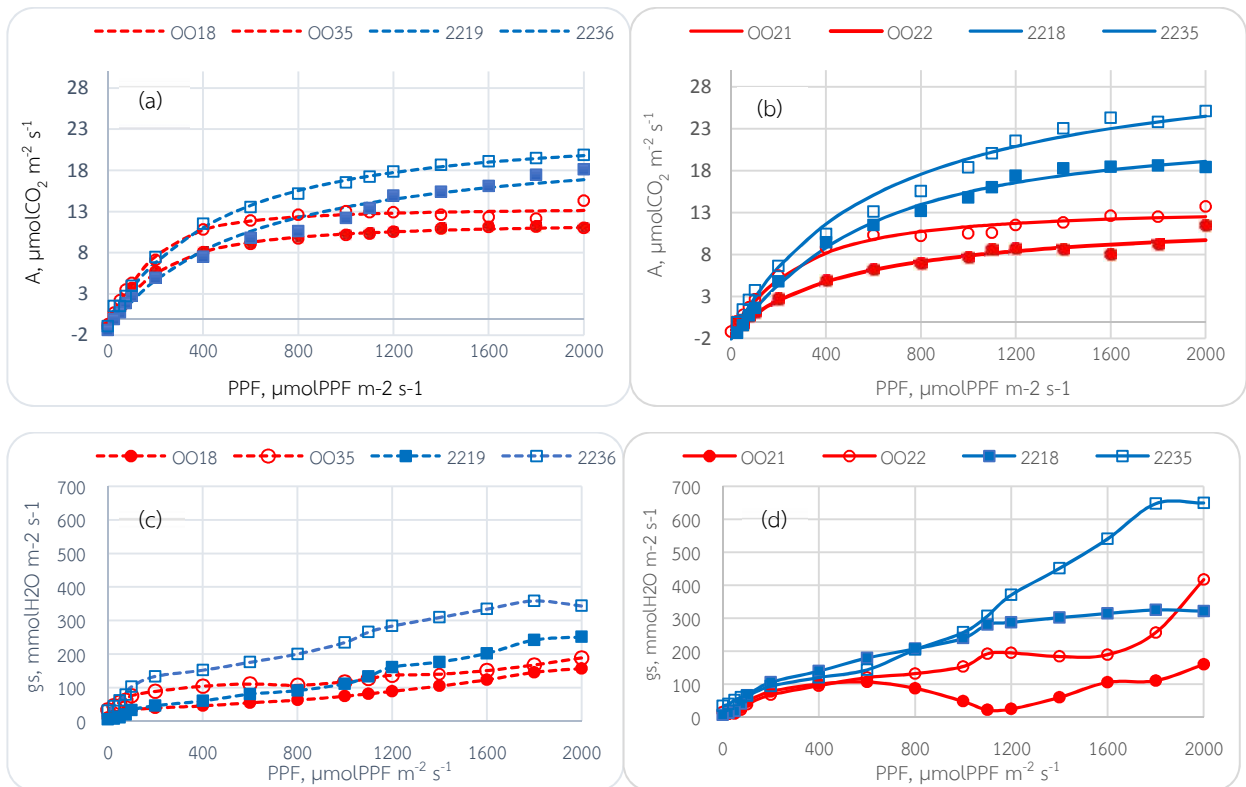 OO18 OO35 2219 2236
28
23
18
13
8
3
-2
A, µmolCO2 m-2 s-1
(a)
0 400 800 1200 1600 2000
PPF, µmolPPF m-2 s-1
OO21 OO22 2218 2235
28
23
18
13
8
3
-2
A, µmolCO2 m-2 s-1
(b)
0 400 800 1200 1600 2000
PPF, µmolPPF m-2 s-1
OO18 OO35 2219 2236
700
600
500
400
300
200
100
0
gs, mmolH2O m-2 s-1
(c)
0 400 800 1200 1600 2000
PPF, µmolPPF m-2 s-1
OO21 OO22 2218 2235
700
600
500
400
300
200
100
0
gs, mmolH2O m-2 s-1
(d)
0 400 800 1200 1600 2000
PPF, µmolPPF m-2 s-1